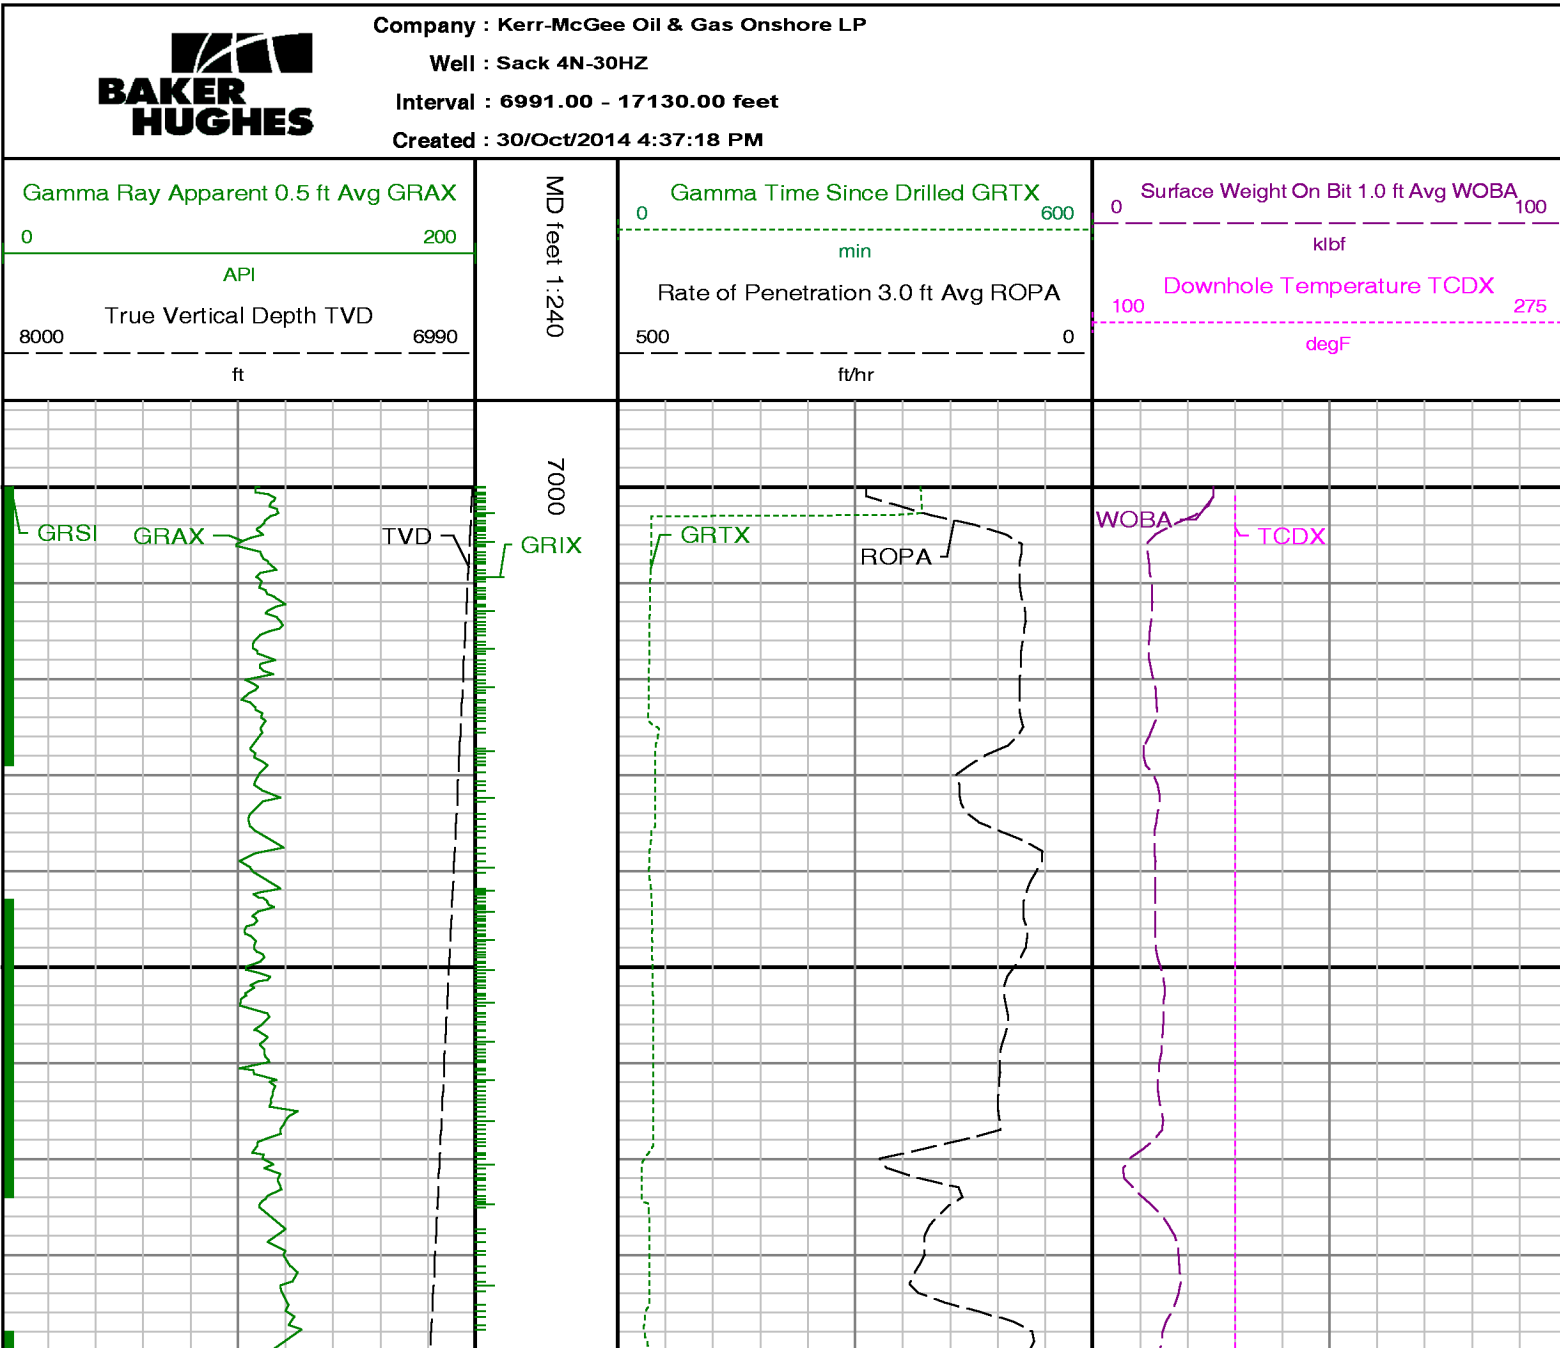 BAKER
HUGHES
Company : Kerr-McGee Oil & Gas Onshore LP
Well : Sack 4N-30HZ
Interval : 6991.00 - 17130.00 feet
Created : 30/Oct/2014 4:37:18 PM
Gamma Ray Apparent 0.5 ft Avg GRAX
0 200
API
True Vertical Depth TVD
8000 6990
ft
MD feet 1:240
Gamma Time Since Drilled GRTX
0 600
min
Rate of Penetration 3.0 ft Avg ROPA
500 0
ft/hr
Surface Weight On Bit 1.0 ft Avg WOBA
0 100
klbf
Downhole Temperature TCDX
100 275
degF
7000
GRSI
GRAX
TVD
GRIX
GRTX
ROPA
WOBA
TCDX